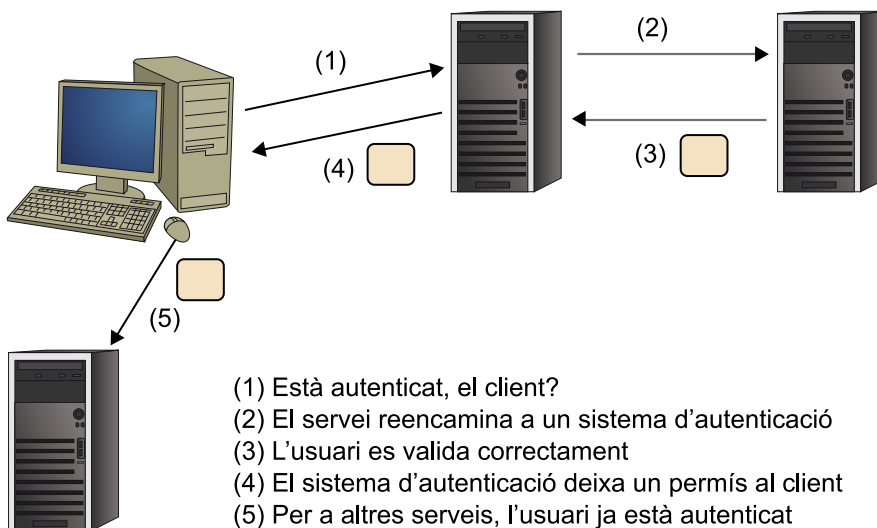 (1)
(2)
(4)
(3)
(5)
(1) Està autenticat, el client?
(2) El servei reencamina a un sistema d'autenticació
(3) L'usuari es valida correctament
(4) El sistema d'autenticació deixa un permís al client
(5) Per a altres serveis, l'usuari ja està autenticat